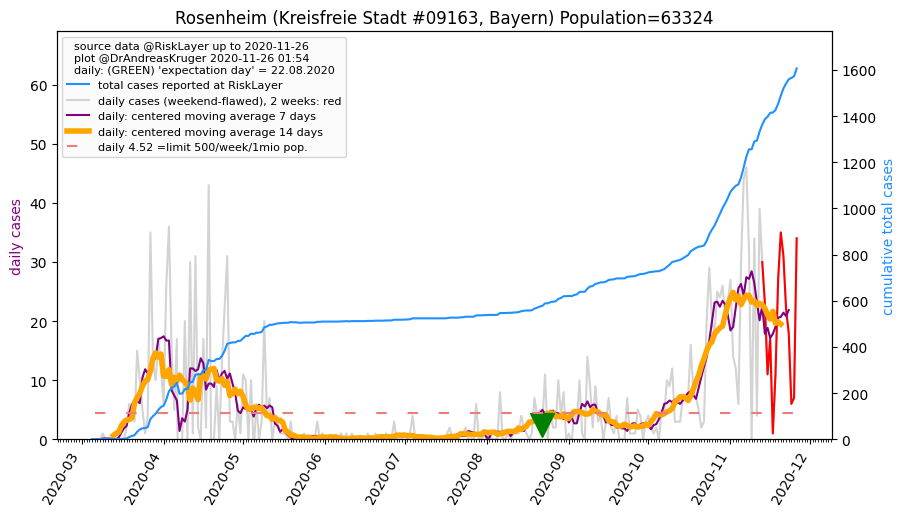 Rosenheim (Kreisfreie Stadt #09163, Bayern) Population=63324
source data @RiskLayer up to 2020-11-26
plot @DrAndreasKruger 2020-11-26 01:54
daily: (GREEN) 'expectation day' = 22.08.2020
total cases reported at RiskLayer
daily cases (weekend-flawed), 2 weeks: red
daily: centered moving average 7 days
daily: centered moving average 14 days
daily 4.52 =limit 500/week/1mio pop.
daily cases
60
50
40
30
20
10
0
cumulative total cases
1600
1400
1200
1000
800
600
400
200
0
2020-03
2020-04
2020-05
2020-06
2020-07
2020-08
2020-09
2020-10
2020-11
2020-12